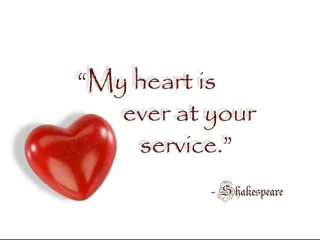 “My heart is
ever at your
service.”
- Shakespeare